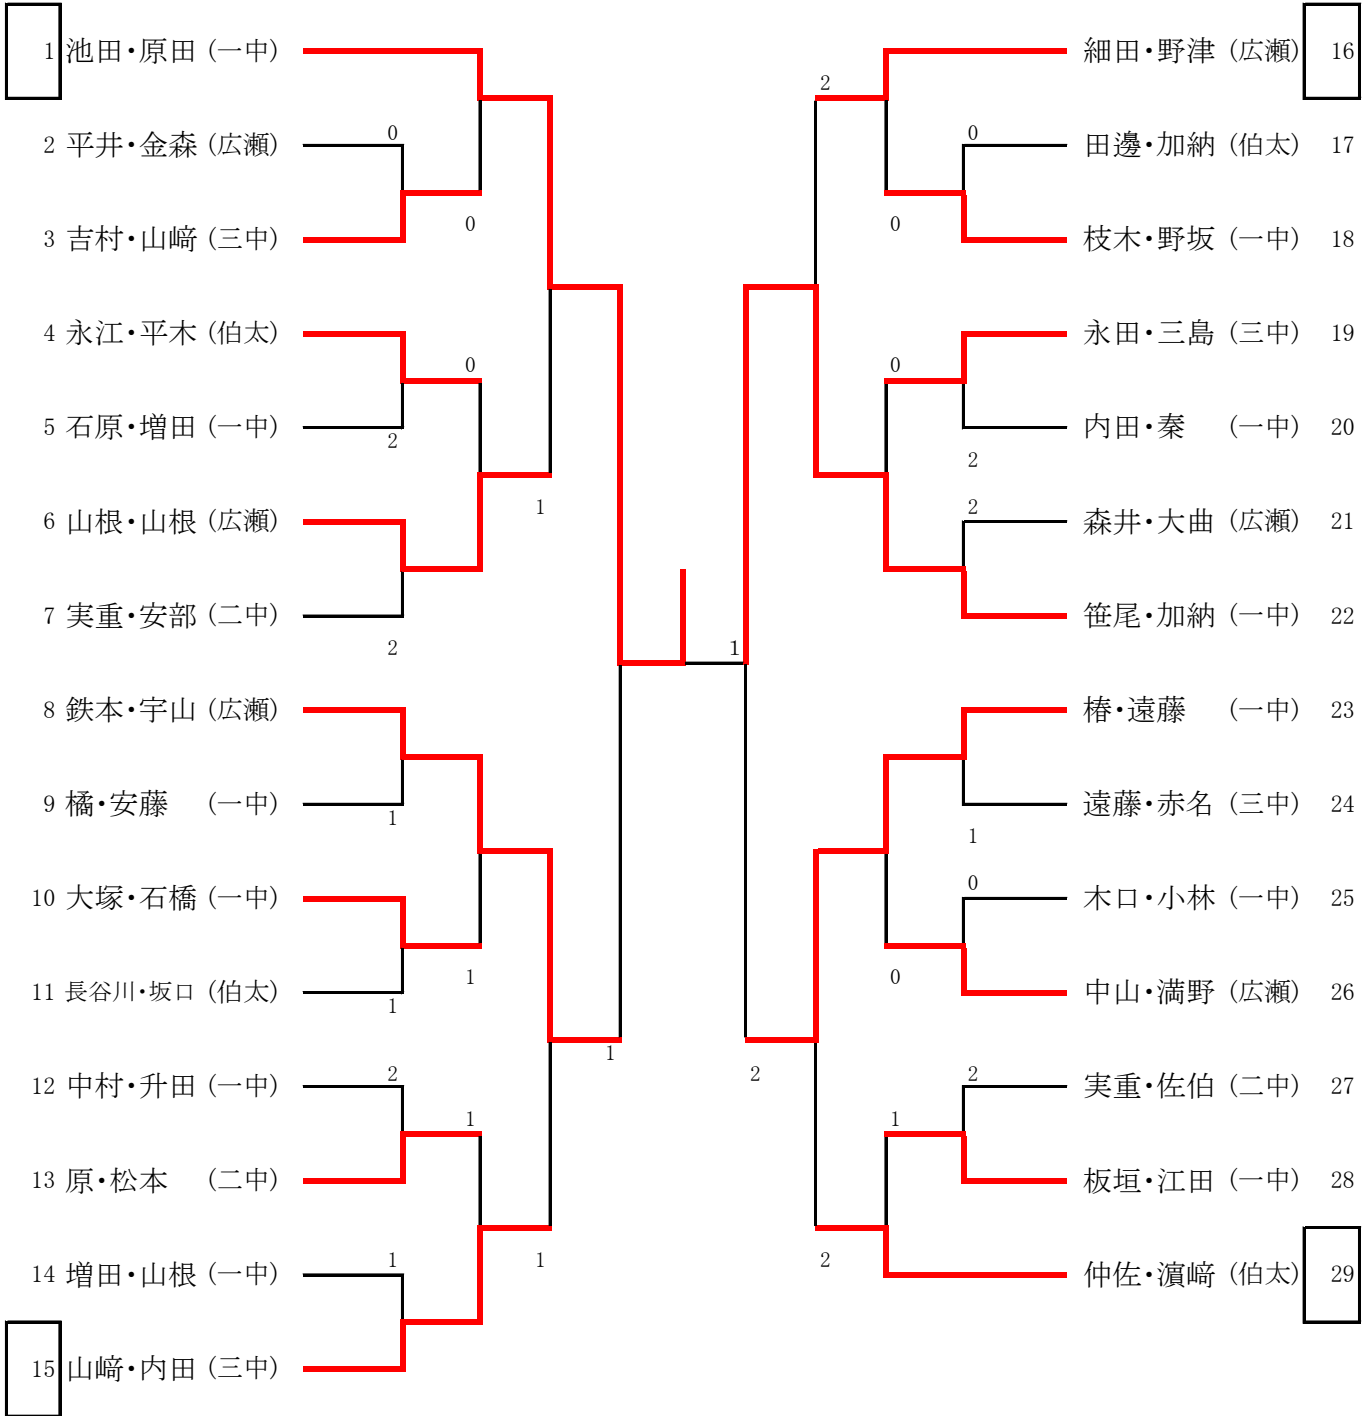 1 池田・原田 (一中)
2 平井・金森 (広瀬)
3 吉村・山﨑 (三中)
4 永江・平木 (伯太)
5 石原・増田 (一中)
6 山根・山根 (広瀬)
7 実重・安部 (二中)
8 鉄本・宇山 (広瀬)
9 橘・安藤 (一中)
10 大塚・石橋 (一中)
11 長谷川・坂口 (伯太)
12 中村・升田 (一中)
13 原・松本 (二中)
14 増田・山根 (一中)
15 山﨑・内田 (三中)
0
0
0
2
1
2
1
1
1
1
2
1
1
1
1
2
0
0
0
2
2
1
1
0
0
2
2
1
2
細田・野津 (広瀬) 16
田邊・加納 (伯太) 17
枝木・野坂 (一中) 18
永田・三島 (三中) 19
内田・秦 (一中) 20
森井・大曲 (広瀬) 21
笹尾・加納 (一中) 22
椿・遠藤 (一中) 23
遠藤・赤名 (三中) 24
木口・小林 (一中) 25
中山・満野 (広瀬) 26
実重・佐伯 (二中) 27
板垣・江田 (一中) 28
仲佐・濵﨑 (伯太) 29